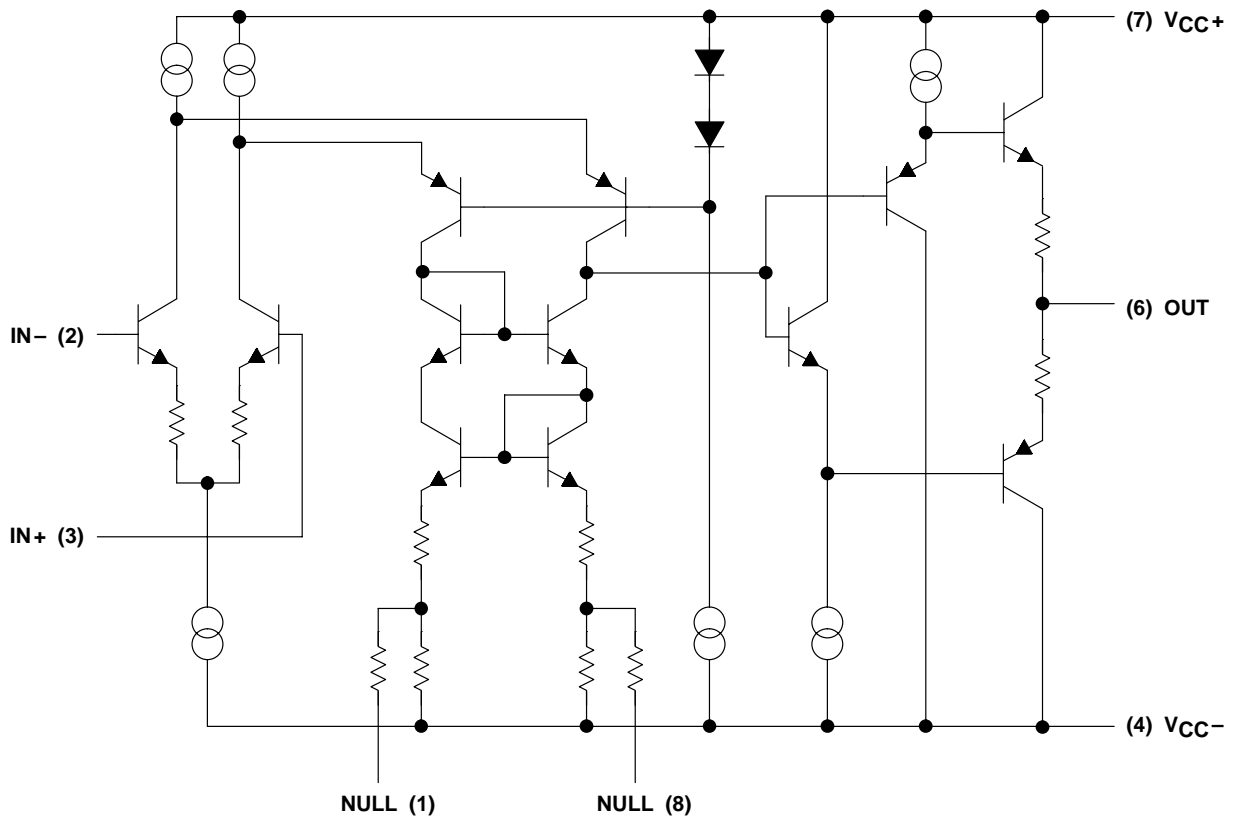 (7) VCC+
IN− (2)
(6) OUT
IN+ (3)
(4) VCC−
NULL (1)
NULL (8)